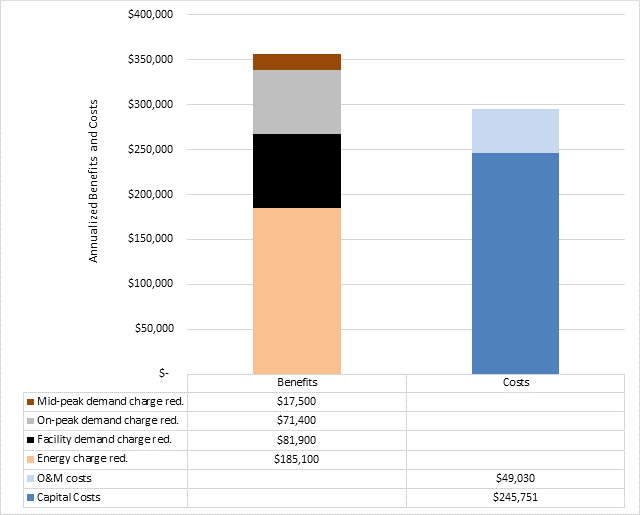 $400,000
$350,000
$300,000
$250,000
$200,000
$150,000
$100,000
$50,000
$-
Annualized Benefits and Costs
Benefits Costs
Mid-peak demand charge red. $17,500
On-peak demand charge red. $71,400
Facility demand charge red. $81,900
Energy charge red. $185,100
O&M costs $49,030
Capital Costs $245,751